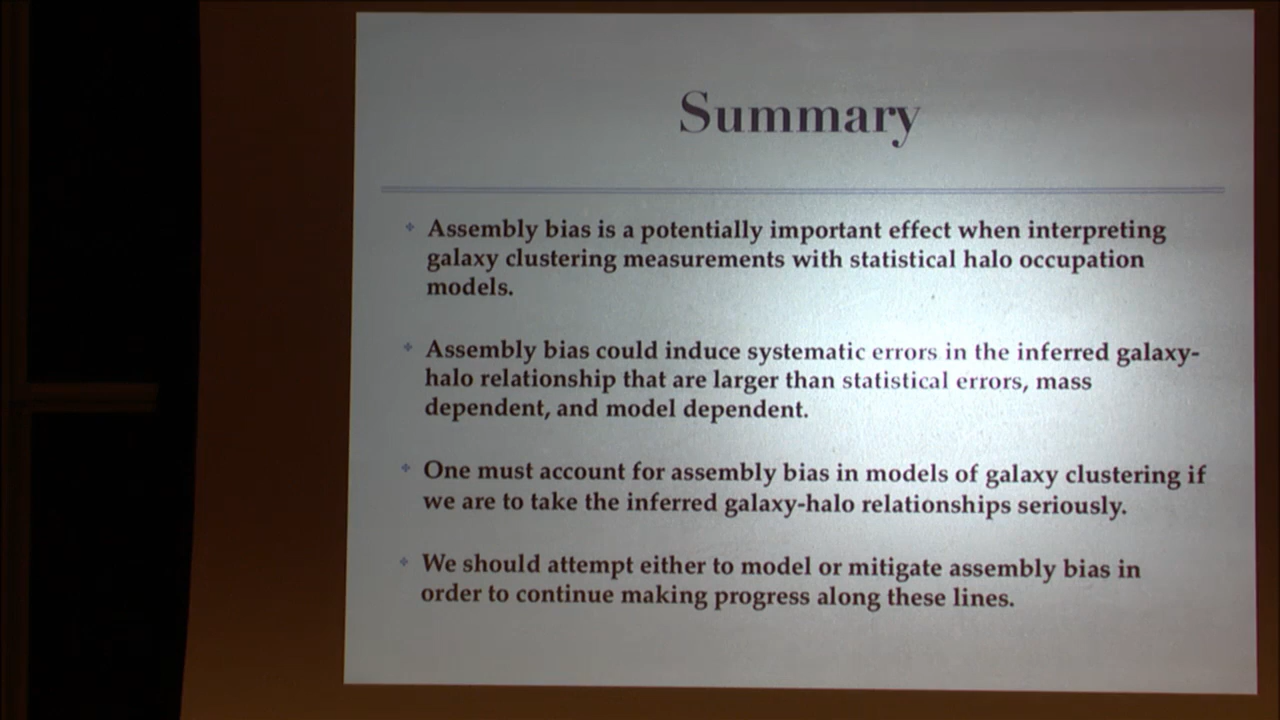 Summary
Assembly bias is a potentially important effect when interpreting
galaxy clustering measurements with statistical halo occupation
models.
Assembly bias could induce systematic errors in the inferred galaxy-
halo relationship that are larger than statistical errors, mass
dependent, and model dependent.
One must account for assembly bias in models of galaxy clustering if
we are to take the inferred galaxy-halo relationships seriously.
We should attempt either to model or mitigate assembly bias in
order to continue making progress along these lines.